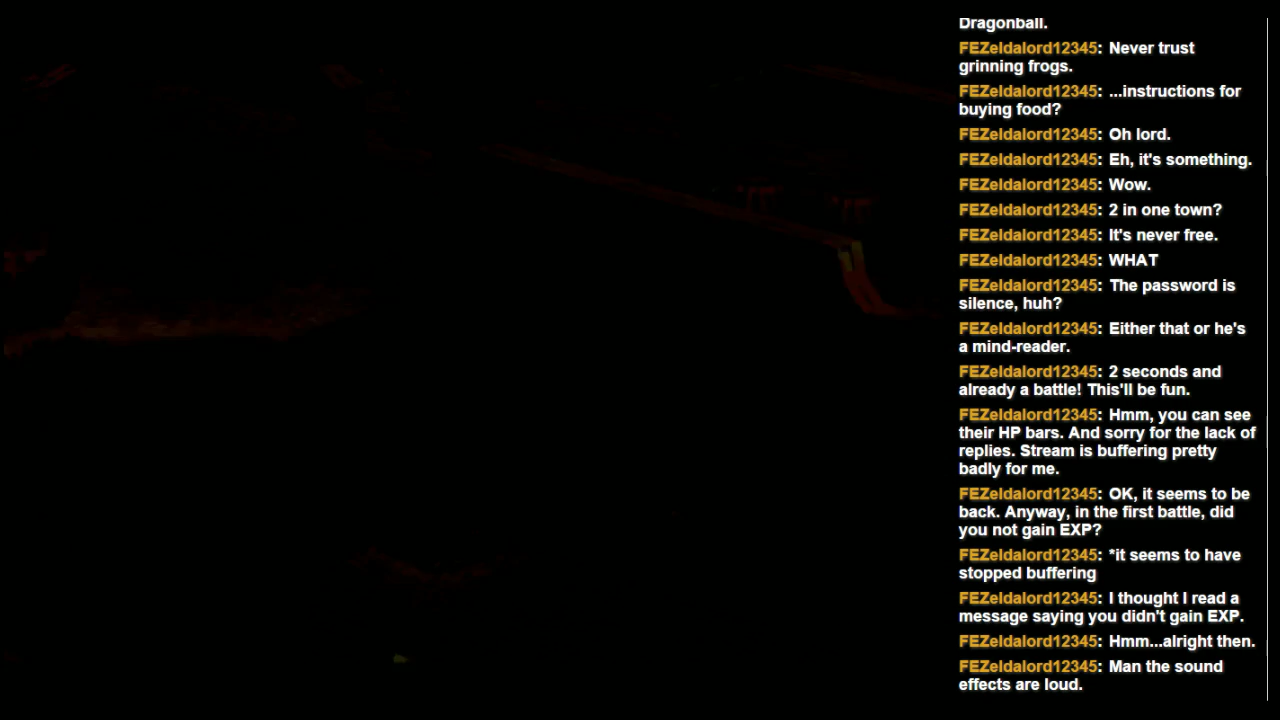 Dragonball.
FEZeldalord12345: Never trust
grinning frogs.
FEZeldalord12345: ...instructions for
buying food?
FEZeldalord12345: Oh lord.
FEZeldalord12345: Eh, it's something.
FEZeldalord12345: Wow.
FEZeldalord12345: 2 in one town?
FEZeldalord12345: It's never free.
FEZeldalord12345: WHAT
FEZeldalord12345: The password is
silence, huh?
FEZeldalord12345: Either that or he's
a mind-reader.
FEZeldalord12345: 2 seconds and
already a battle! This'll be fun.
FEZeldalord12345: Hmm, you can see
their HP bars. And sorry for the lack of
replies. Stream is buffering pretty
badly for me.
FEZeldalord12345: OK, it seems to be
back. Anyway, in the first battle, did
you not gain EXP?
FEZeldalord12345: *it seems to have
stopped buffering
FEZeldalord12345: I thought I read a
message saying you didn't gain EXP.
FEZeldalord12345: Hmm...alright then.
FEZeldalord12345: Man the sound
effects are loud.